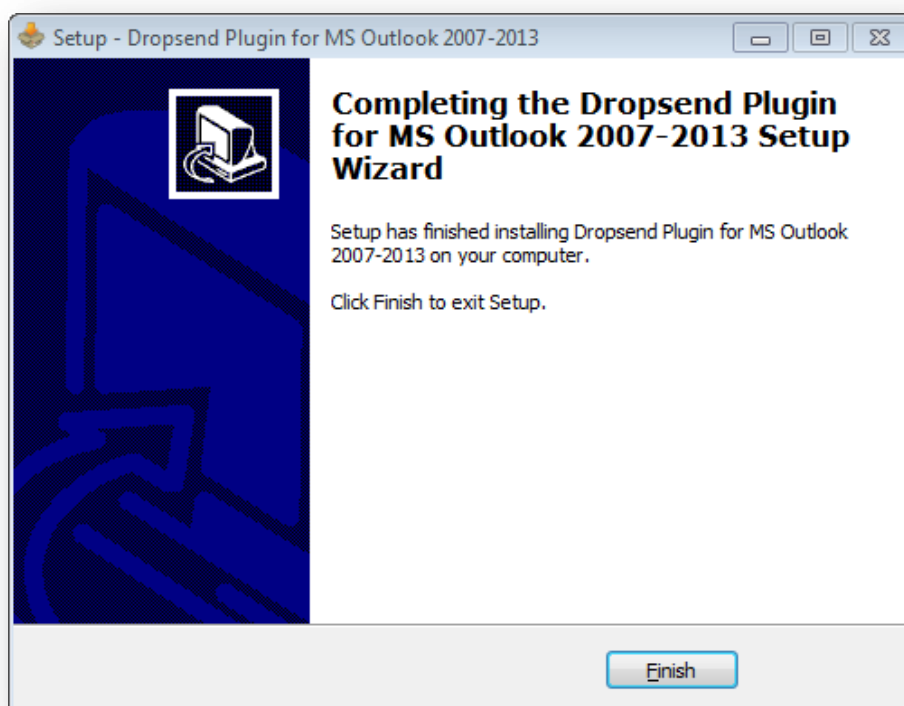 Setup - Dropsend Plugin for MS Outlook 2007-2013
Completing the Dropsend Plugin
for MS Outlook 2007-2013 Setup
Wizard
Setup has finished installing Dropsend Plugin for MS Outlook
2007-2013 on your computer.
Click Finish to exit Setup.
Finish